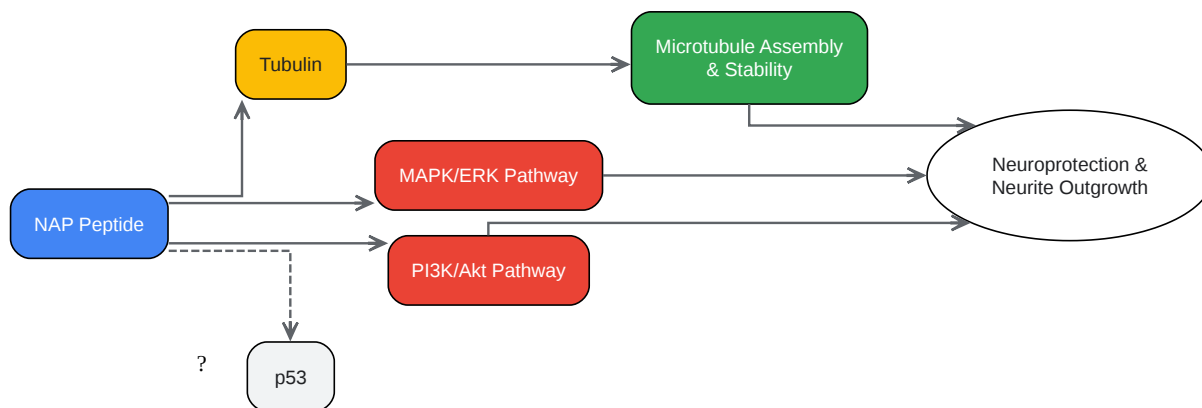 Microtubule Assembly
& Stability
Tubulin
MAPK/ERK Pathway
Neuroprotection &
Neurite Outgrowth
NAP Peptide
PI3K/Akt Pathway
?
p53